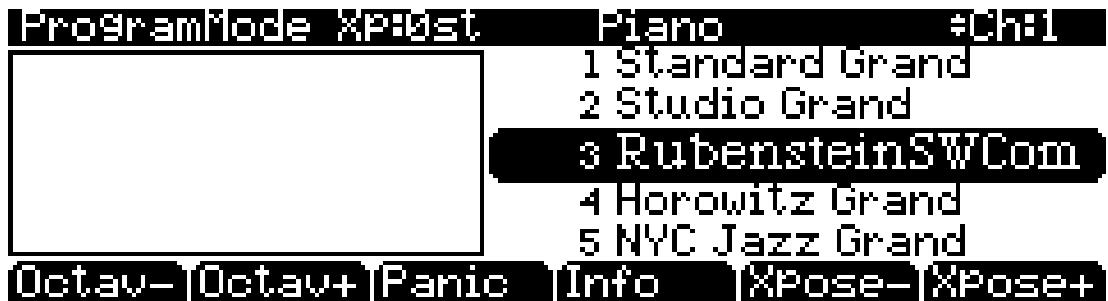 ProgramMode Xp:0st Piano Ch:1
1 Standard Grand
2 Studio Grand
3 RubensteinSWCom
4 Horowitz Grand
5 NYC Jazz Grand
Octav- Octav+ Panic Info Xpose- Xpose+